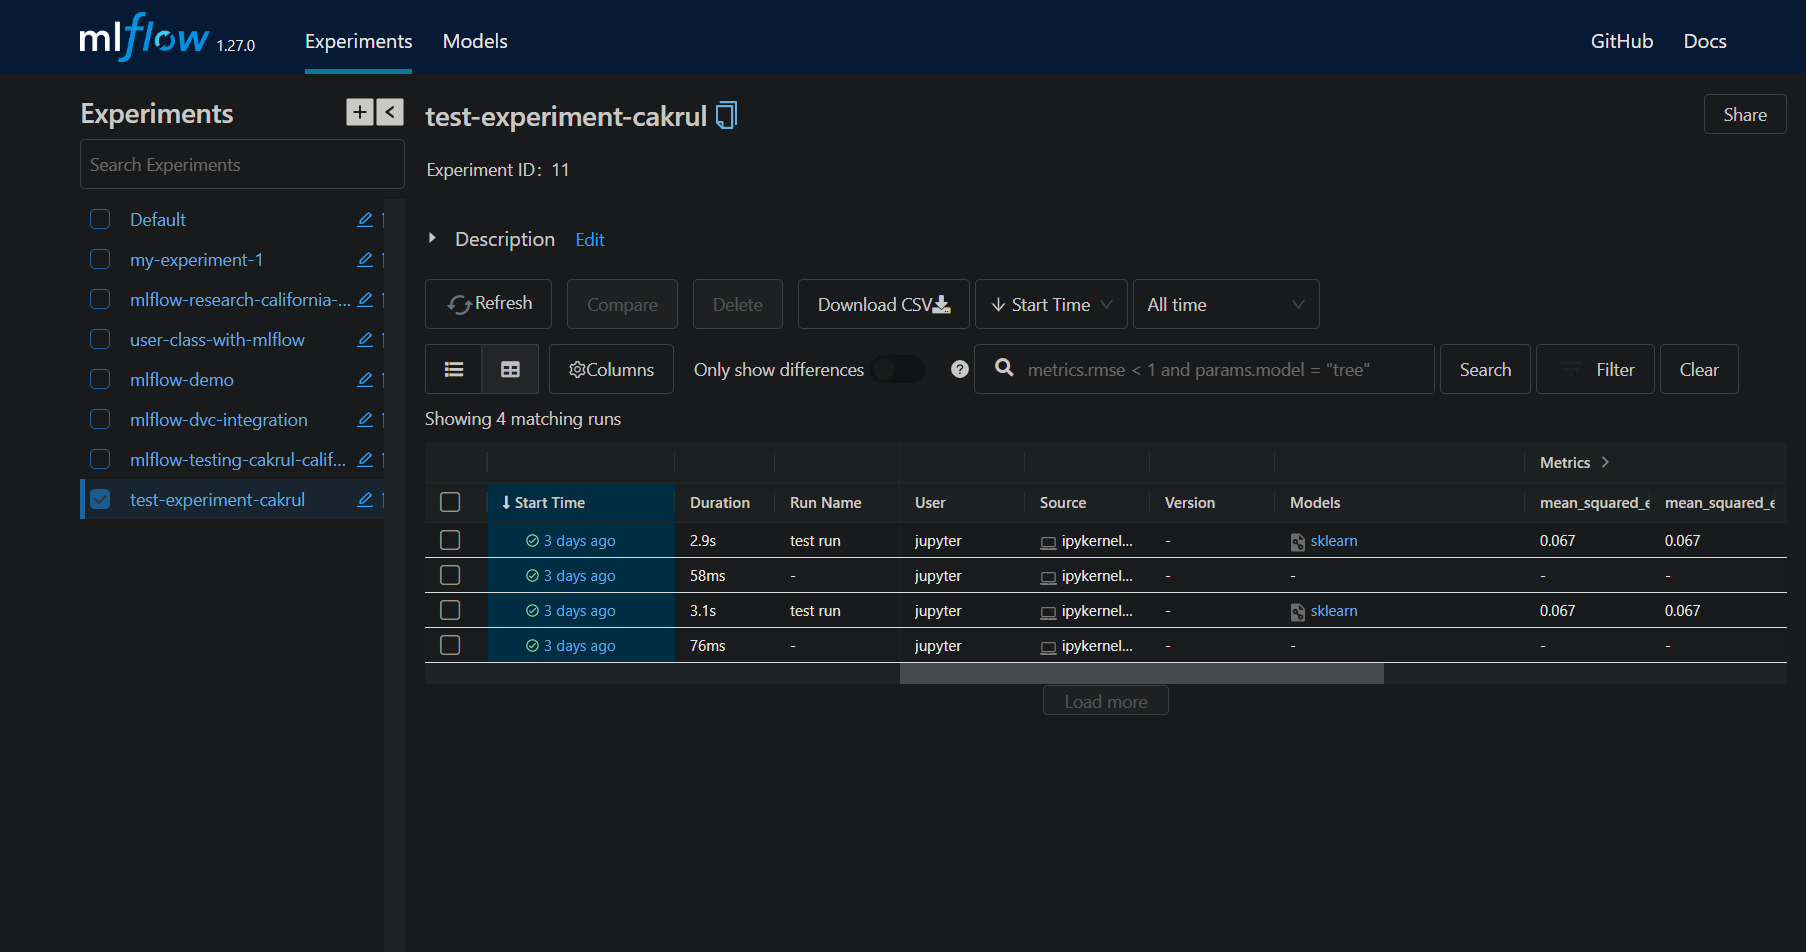 mlflow 1.27.0 Experiments Models GitHub Docs
Experiments
Search Experiments
Default
my-experiment-1
mlflow-research-california-...
user-class-with-mlflow
mlflow-demo
mlflow-dvc-integration
mlflow-testing-cakrul-calif...
test-experiment-cakrul
test-experiment-cakrul Share
Experiment ID: 11
Description Edit
Refresh Compare Delete Download CSV Start Time All time
Columns Only show differences ? metrics.rmse < 1 and params.model = "tree" Search Filter Clear
Showing 4 matching runs
Metrics >
↓ Start Time Duration Run Name User Source Version Models mean_squared_e mean_squared_e
3 days ago 2.9s test run jupyter ipykernel... - sklearn 0.067 0.067
3 days ago 58ms - jupyter ipykernel... - - - -
3 days ago 3.1s test run jupyter ipykernel... - sklearn 0.067 0.067
3 days ago 76ms - jupyter ipykernel... - - - -
Load more